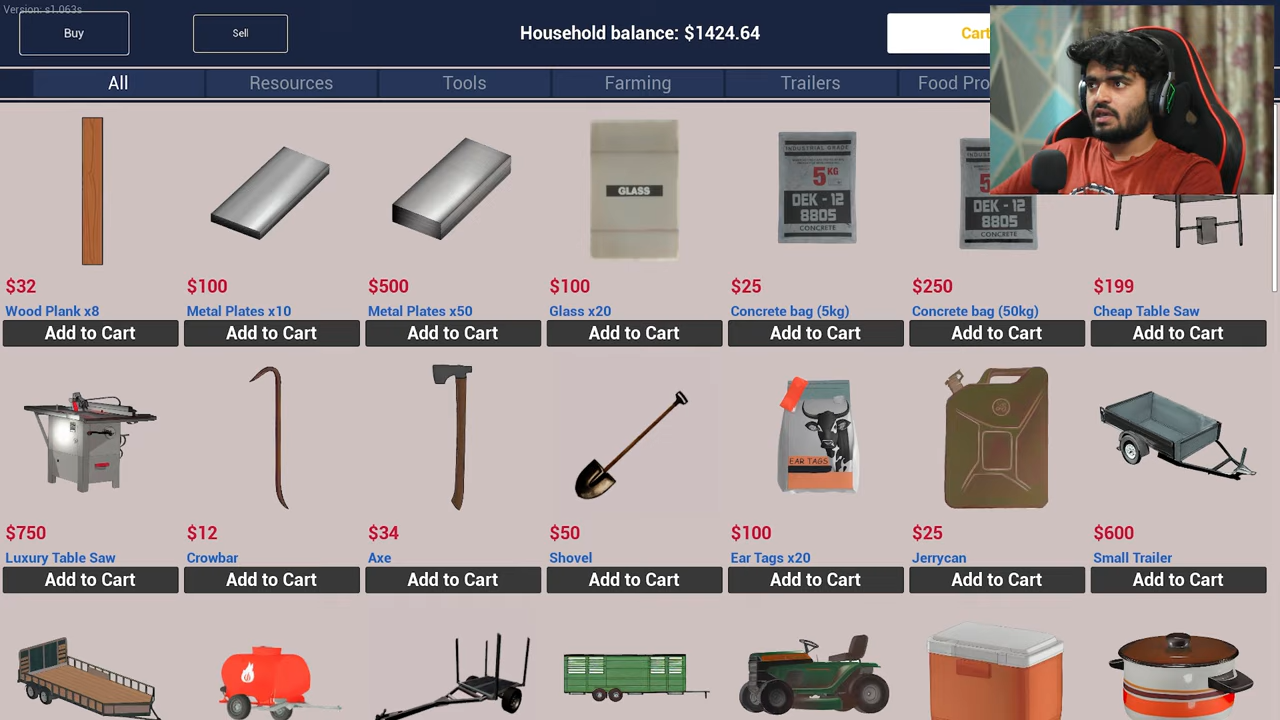 Version: s1.063s
Buy
Sell
Household balance: $1424.64
Cart
All
Resources
Tools
Farming
Trailers
Food Pro
GLASS
INDUSTRIAL GRADE
5 KG
DEK - 12
8805
CONCRETE
5
DEK - 12
8805
CONCRETE
$32
$100
$500
$100
$25
$250
$199
Wood Plank x8
Metal Plates x10
Metal Plates x50
Glass x20
Concrete bag (5kg)
Concrete bag (50kg)
Cheap Table Saw
Add to Cart
Add to Cart
Add to Cart
Add to Cart
Add to Cart
Add to Cart
Add to Cart
EAR TAGS
$750
$12
$34
$50
$100
$25
$600
Luxury Table Saw
Crowbar
Axe
Shovel
Ear Tags x20
Jerrycan
Small Trailer
Add to Cart
Add to Cart
Add to Cart
Add to Cart
Add to Cart
Add to Cart
Add to Cart